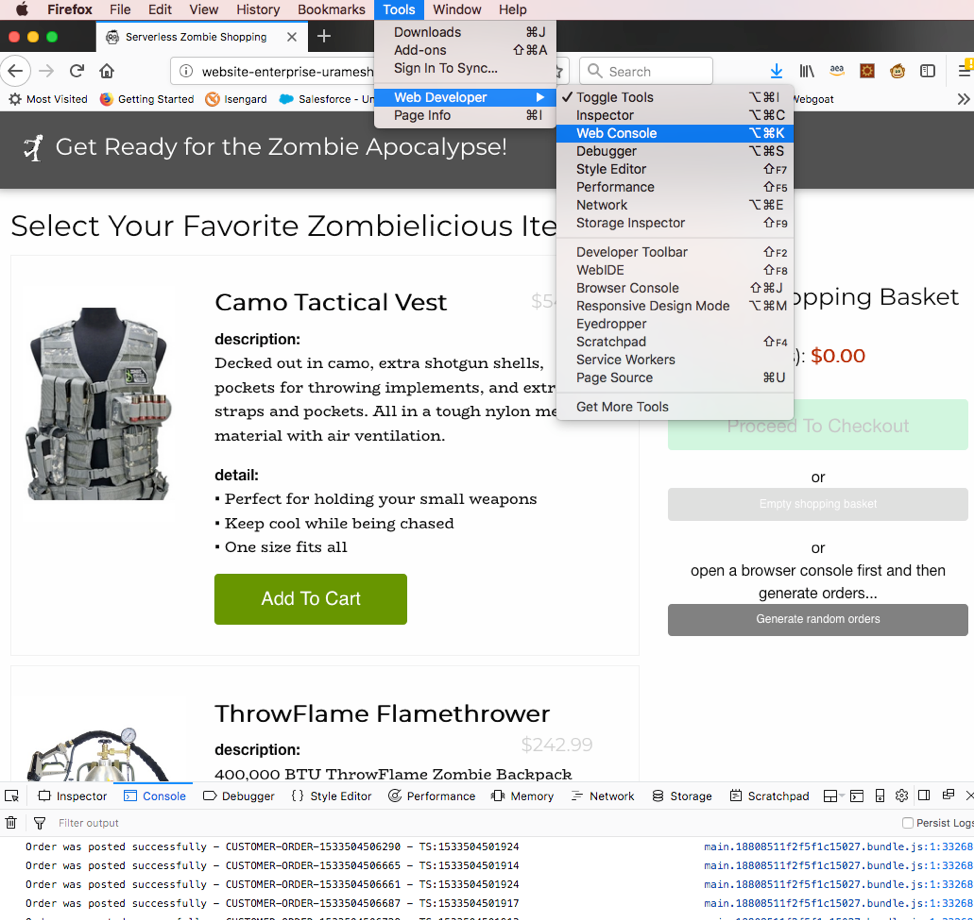 Firefox File Edit View History Bookmarks Tools Window Help
Serverless Zombie Shopping
Downloads ⌘J
Add-ons ⇧⌘A
Sign In To Sync...
Web Developer
Page Info ⌘I
website-enterprise-uramesh
Search
aea
Most Visited Getting Started Isengard Salesforce - Un
Webgoat
✓ Toggle Tools ⌥⌘I
Inspector ⌥⌘C
Web Console ⌥⌘K
Debugger ⌥⌘S
Style Editor ⇧F7
Performance ⇧F5
Network ⌥⌘E
Storage Inspector ⇧F9
Developer Toolbar ⇧F2
WebIDE ⇧F8
Browser Console ⇧⌘J
Responsive Design Mode ⌥⌘M
Eyedropper
Scratchpad ⇧F4
Service Workers
Page Source ⌘U
Get More Tools
Get Ready for the Zombie Apocalypse!
Select Your Favorite Zombielicious Ite
Camo Tactical Vest
description:
Decked out in camo, extra shotgun shells,
pockets for throwing implements, and extr
straps and pockets. All in a tough nylon me
material with air ventilation.
detail:
• Perfect for holding your small weapons
• Keep cool while being chased
• One size fits all
Add To Cart
opping Basket
): $0.00
Proceed To Checkout
or
Empty shopping basket
or
open a browser console first and then
generate orders...
Generate random orders
ThrowFlame Flamethrower
description: $242.99
400,000 BTU ThrowFlame Zombie Backpack
Inspector Console Debugger { } Style Editor Performance Memory Network Storage Scratchpad
Filter output Persist Logs
Order was posted successfully – CUSTOMER-ORDER-1533504506290 – TS:1533504501924 main.18808511f2f5f1c15027.bundle.js:1:33268
Order was posted successfully – CUSTOMER-ORDER-1533504506665 – TS:1533504501914 main.18808511f2f5f1c15027.bundle.js:1:33268
Order was posted successfully – CUSTOMER-ORDER-1533504506661 – TS:1533504501924 main.18808511f2f5f1c15027.bundle.js:1:33268
Order was posted successfully – CUSTOMER-ORDER-1533504506687 – TS:1533504501917 main.18808511f2f5f1c15027.bundle.js:1:33268